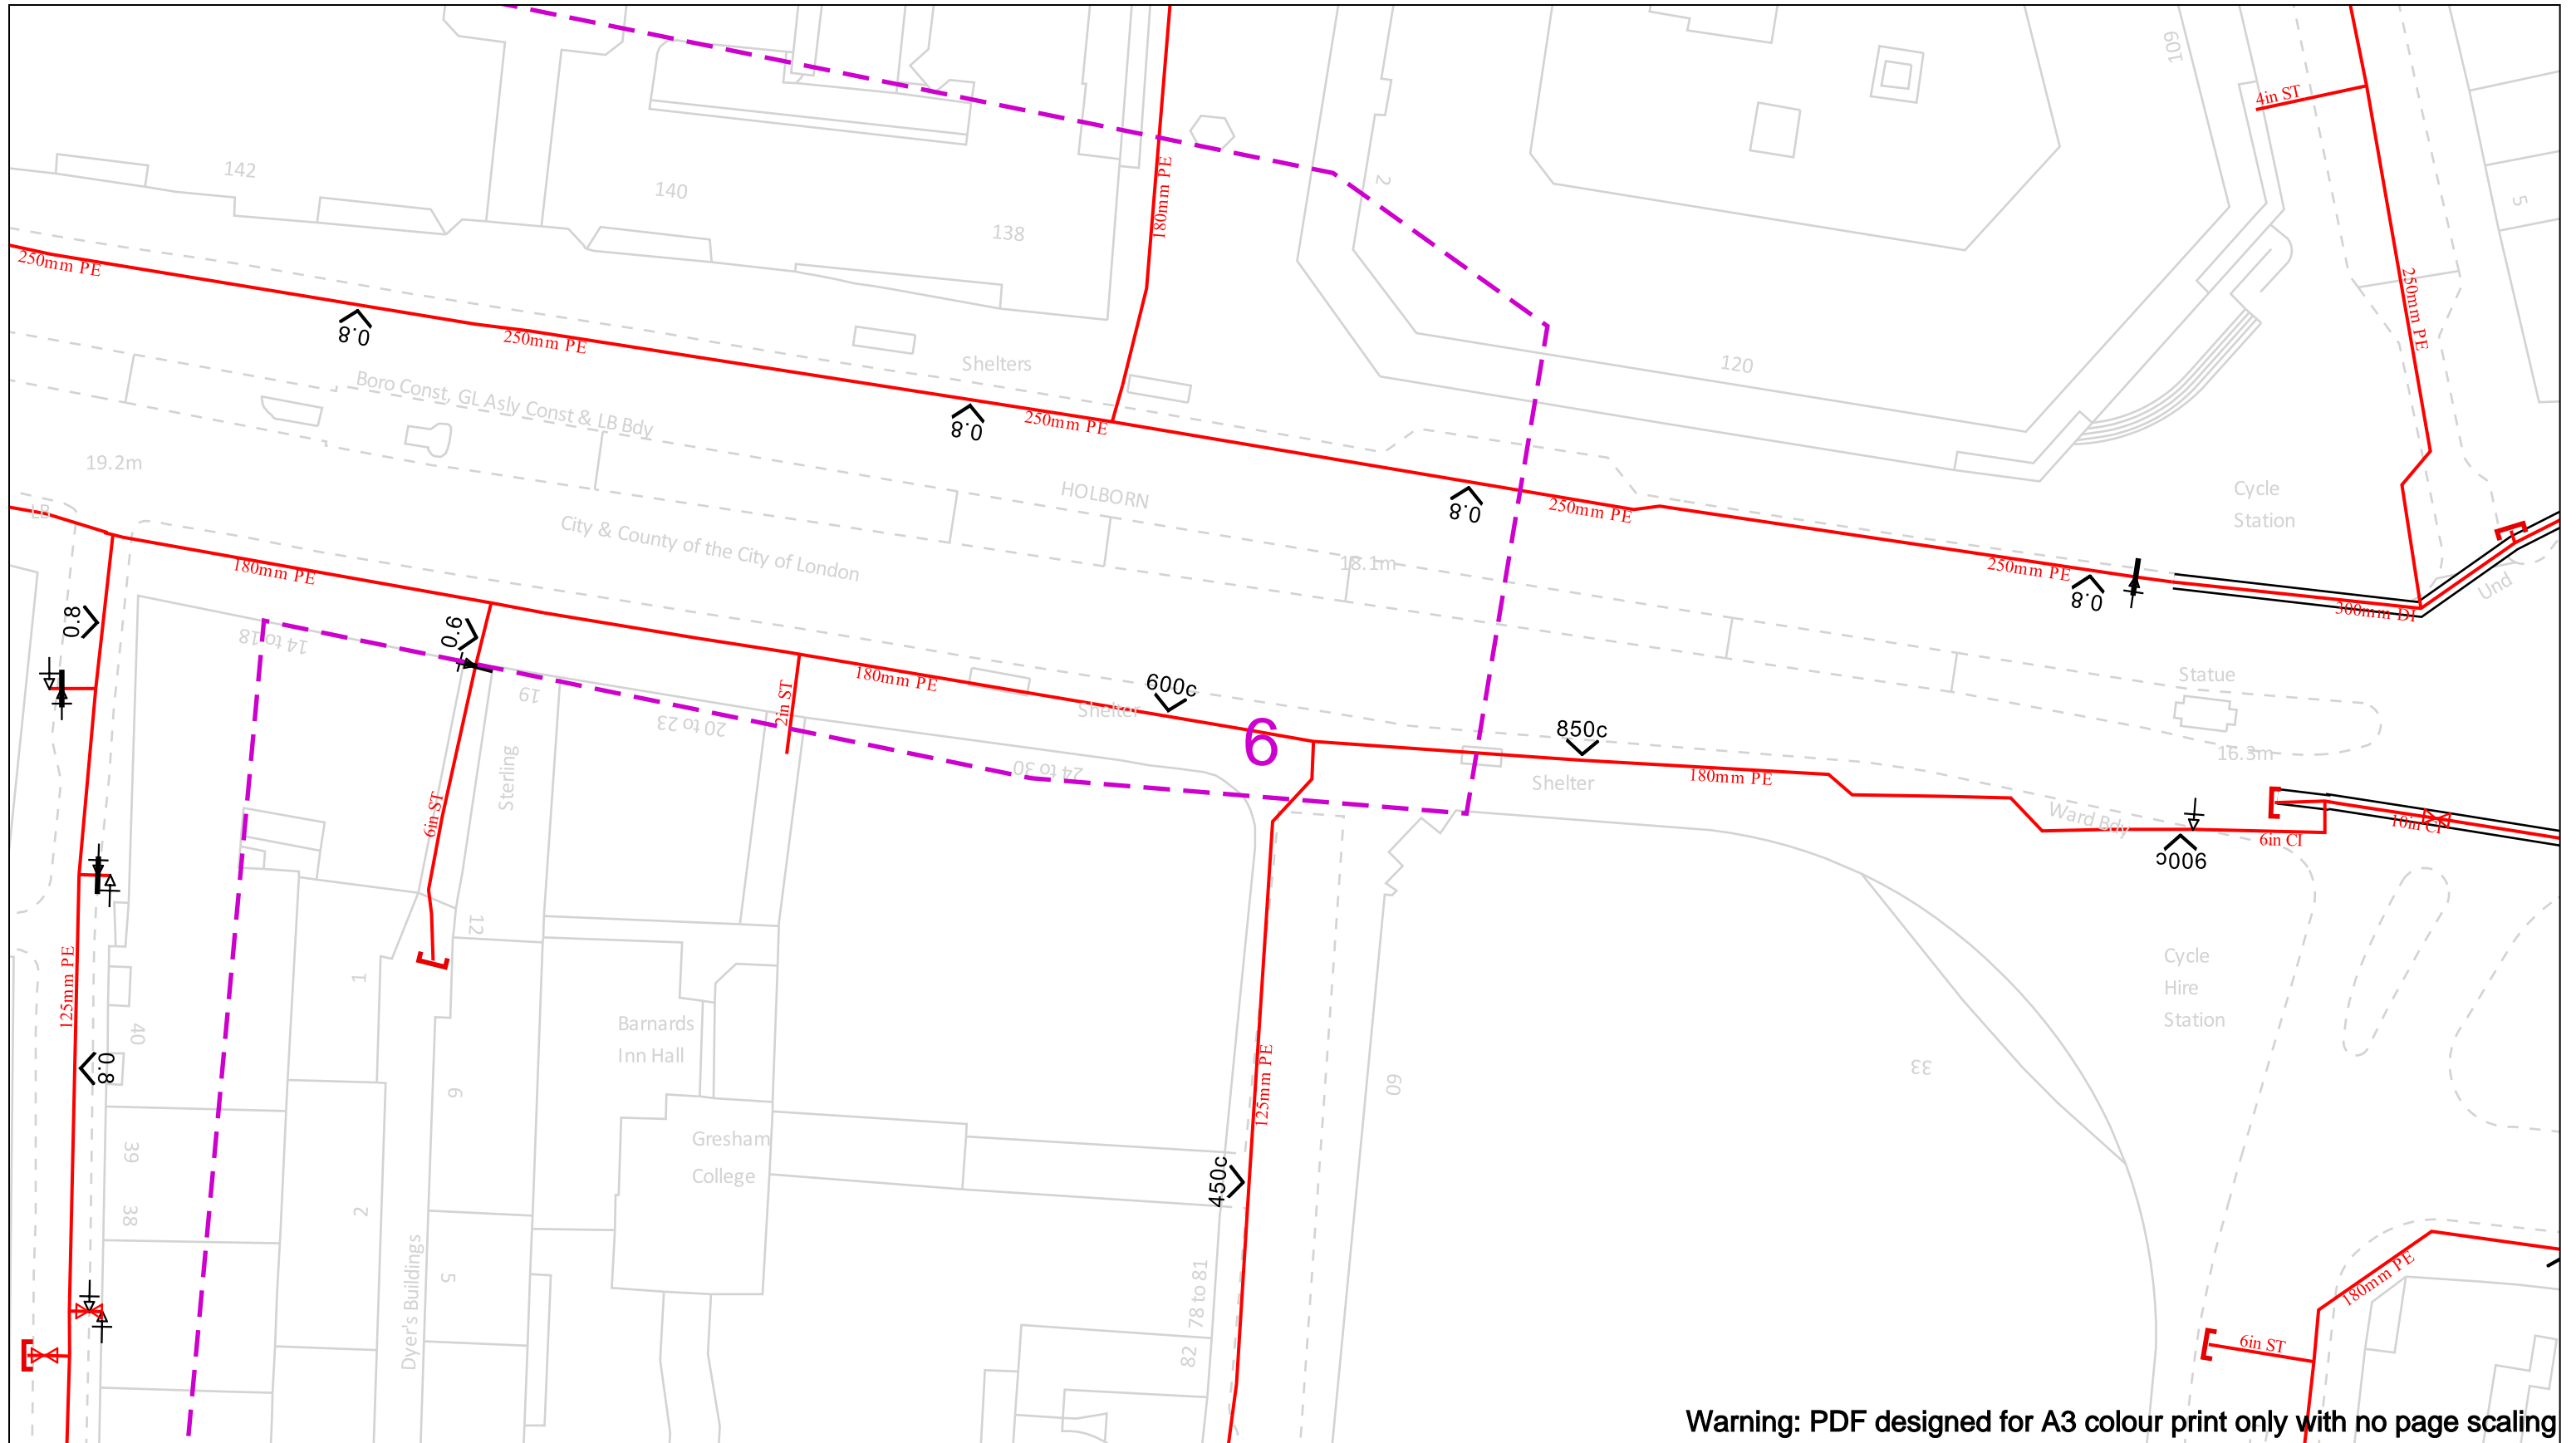 109
4in ST
142
140
2
5
180mm PE
138
250mm PE
250mm PE
0.8
250mm PE
Shelters
120
Boro Const, GL Asly Const & LB Bdy
0.8
250mm PE
19.2m
HOLBORN
0.8
250mm PE
Cycle
Station
LB
City & County of the City of London
18.1m
180mm PE
250mm PE
0.8
300mm DI
Und
0.8
0.6
14 to 18
19
20 to 23
2in ST
180mm PE
600c
Shelter
6
850c
Statue
24 to 30
Shelter
180mm PE
16.3m
Sterling
6in ST
Ward Bdy
10in CI
6in CI
900c
12
1
125mm PE
40
Barnards
Inn Hall
Cycle
Hire
Station
0.8
6
125mm PE
60
33
39
Gresham
College
38
2
450c
Dyer's Buildings
5
78 to 81
82
180mm PE
6in ST
Warning: PDF designed for A3 colour print only with no page scaling